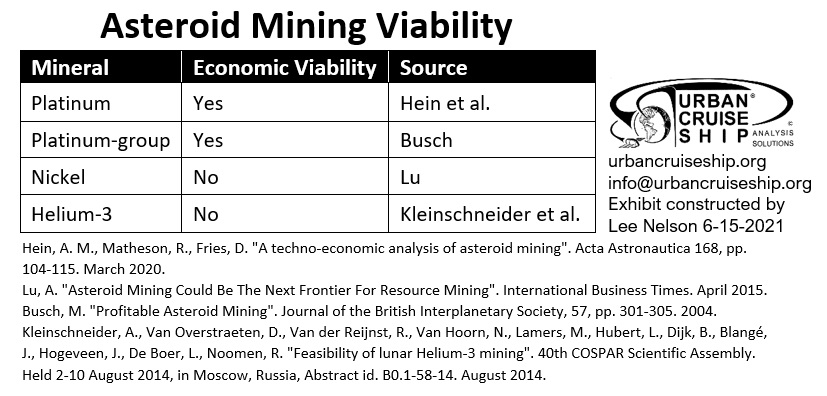 Asteroid Mining Viability
Mineral Economic Viability Source
Platinum Yes Hein et al.
Platinum-group Yes Busch
Nickel No Lu
Helium-3 No Kleinschneider et al.
URBAN®
CRUISE
SHIP ANALYSIS
©
SOLUTIONS
urbancruiseship.org
info@urbancruiseship.org
Exhibit constructed by
Lee Nelson 6-15-2021
Hein, A. M., Matheson, R., Fries, D. "A techno-economic analysis of asteroid mining". Acta Astronautica 168, pp.
104-115. March 2020.
Lu, A. "Asteroid Mining Could Be The Next Frontier For Resource Mining". International Business Times. April 2015.
Busch, M. "Profitable Asteroid Mining". Journal of the British Interplanetary Society, 57, pp. 301-305. 2004.
Kleinschneider, A., Van Overstraeten, D., Van der Reijnst, R., Van Hoorn, N., Lamers, M., Hubert, L., Dijk, B., Blangé,
J., Hogeveen, J., De Boer, L., Noomen, R. "Feasibility of lunar Helium-3 mining". 40th COSPAR Scientific Assembly.
Held 2-10 August 2014, in Moscow, Russia, Abstract id. B0.1-58-14. August 2014.